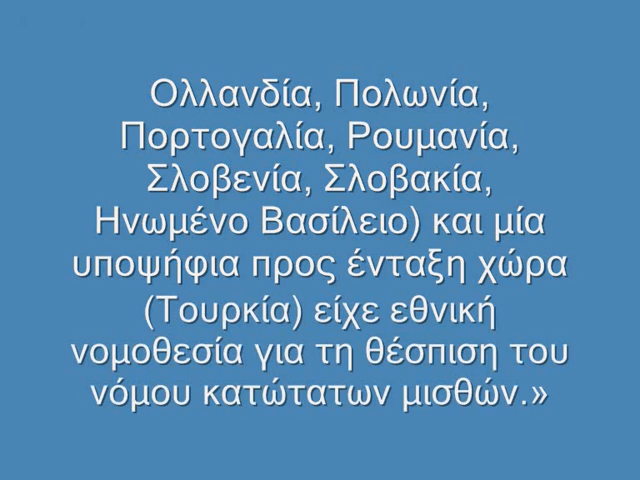 Ολλανδία, Πολωνία,
Πορτογαλία, Ρουμανία,
Σλοβενία, Σλοβακία,
Ηνωμένο Βασίλειο) και μία
υποψήφια προς ένταξη χώρα
(Τουρκία) είχε εθνική
νομοθεσία για τη θέσπιση του
νόμου κατώτατων μισθών.»